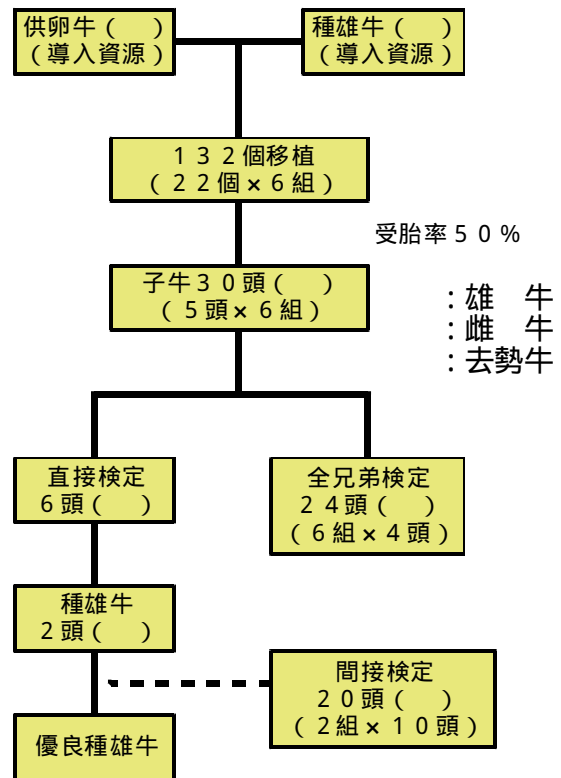 供卵牛(　)
(導入資源)
種雄牛(　)
(導入資源)
132個移植
(22個×6組)
受胎率50%
子牛30頭(　)
(5頭×6組)
:雄　牛
:雌　牛
:去勢牛
直接検定
6頭(　)
全兄弟検定
24頭(　)
(6組×4頭)
種雄牛
2頭(　)
間接検定
20頭(　)
(2組×10頭)
優良種雄牛